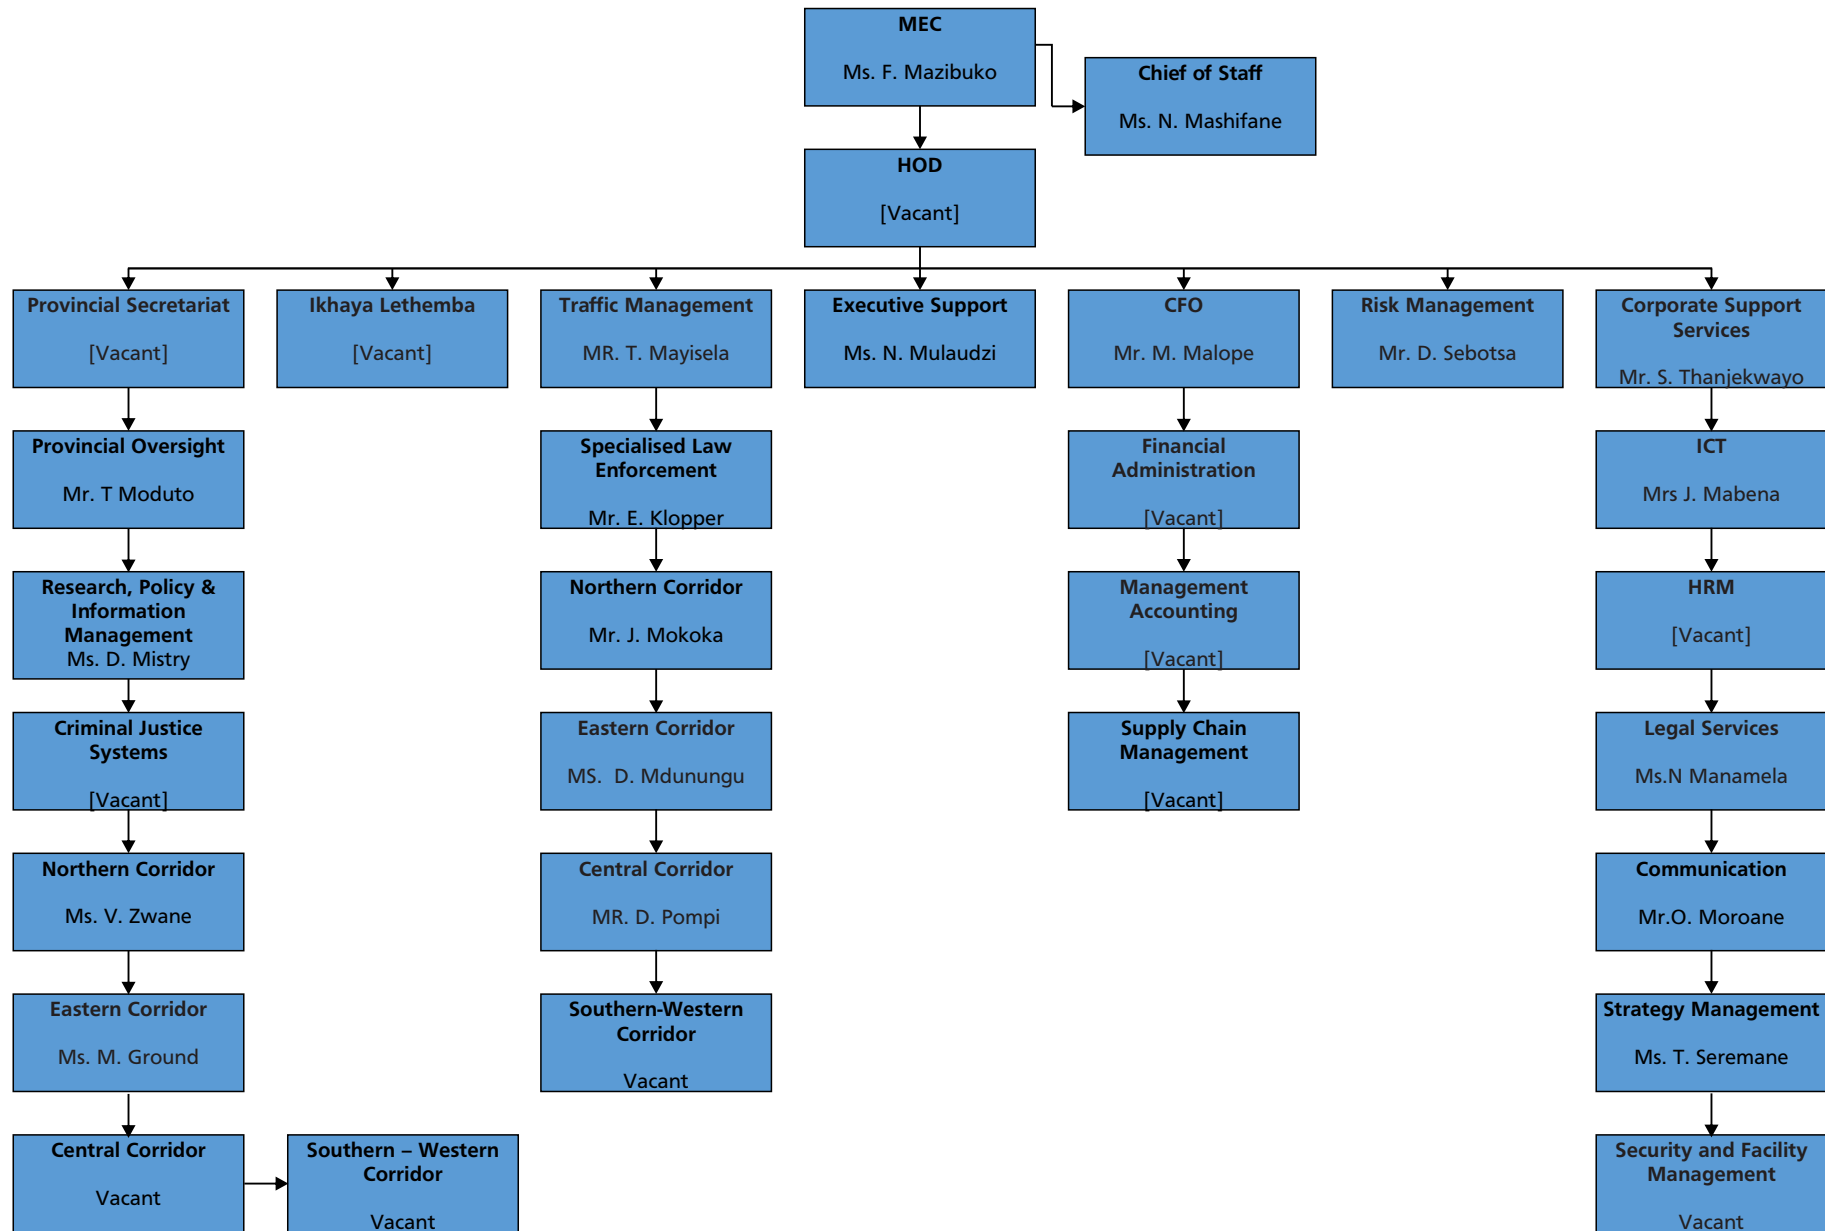 MEC
Ms. F. Mazibuko
Chief of Staff
Ms. N. Mashifane
HOD
[Vacant]
Provincial Secretariat
[Vacant]
Ikhaya Lethemba
[Vacant]
Traffic Management
MR. T. Mayisela
Executive Support
Ms. N. Mulaudzi
CFO
Mr. M. Malope
Risk Management
Mr. D. Sebotsa
Corporate Support
Services
Mr. S. Thanjekwayo
Provincial Oversight
Mr. T Moduto
Specialised Law
Enforcement
Mr. E. Klopper
Financial
Administration
[Vacant]
ICT
Mrs J. Mabena
Research, Policy &
Information
Management
Ms. D. Mistry
Northern Corridor
Mr. J. Mokoka
Management
Accounting
[Vacant]
HRM
[Vacant]
Criminal Justice
Systems
[Vacant]
Eastern Corridor
MS. D. Mdunungu
Supply Chain
Management
[Vacant]
Legal Services
Ms.N Manamela
Northern Corridor
Ms. V. Zwane
Central Corridor
MR. D. Pompi
Communication
Mr.O. Moroane
Eastern Corridor
Ms. M. Ground
Southern-Western
Corridor
Vacant
Strategy Management
Ms. T. Seremane
Central Corridor
Vacant
Southern – Western
Corridor
Vacant
Security and Facility
Management
Vacant